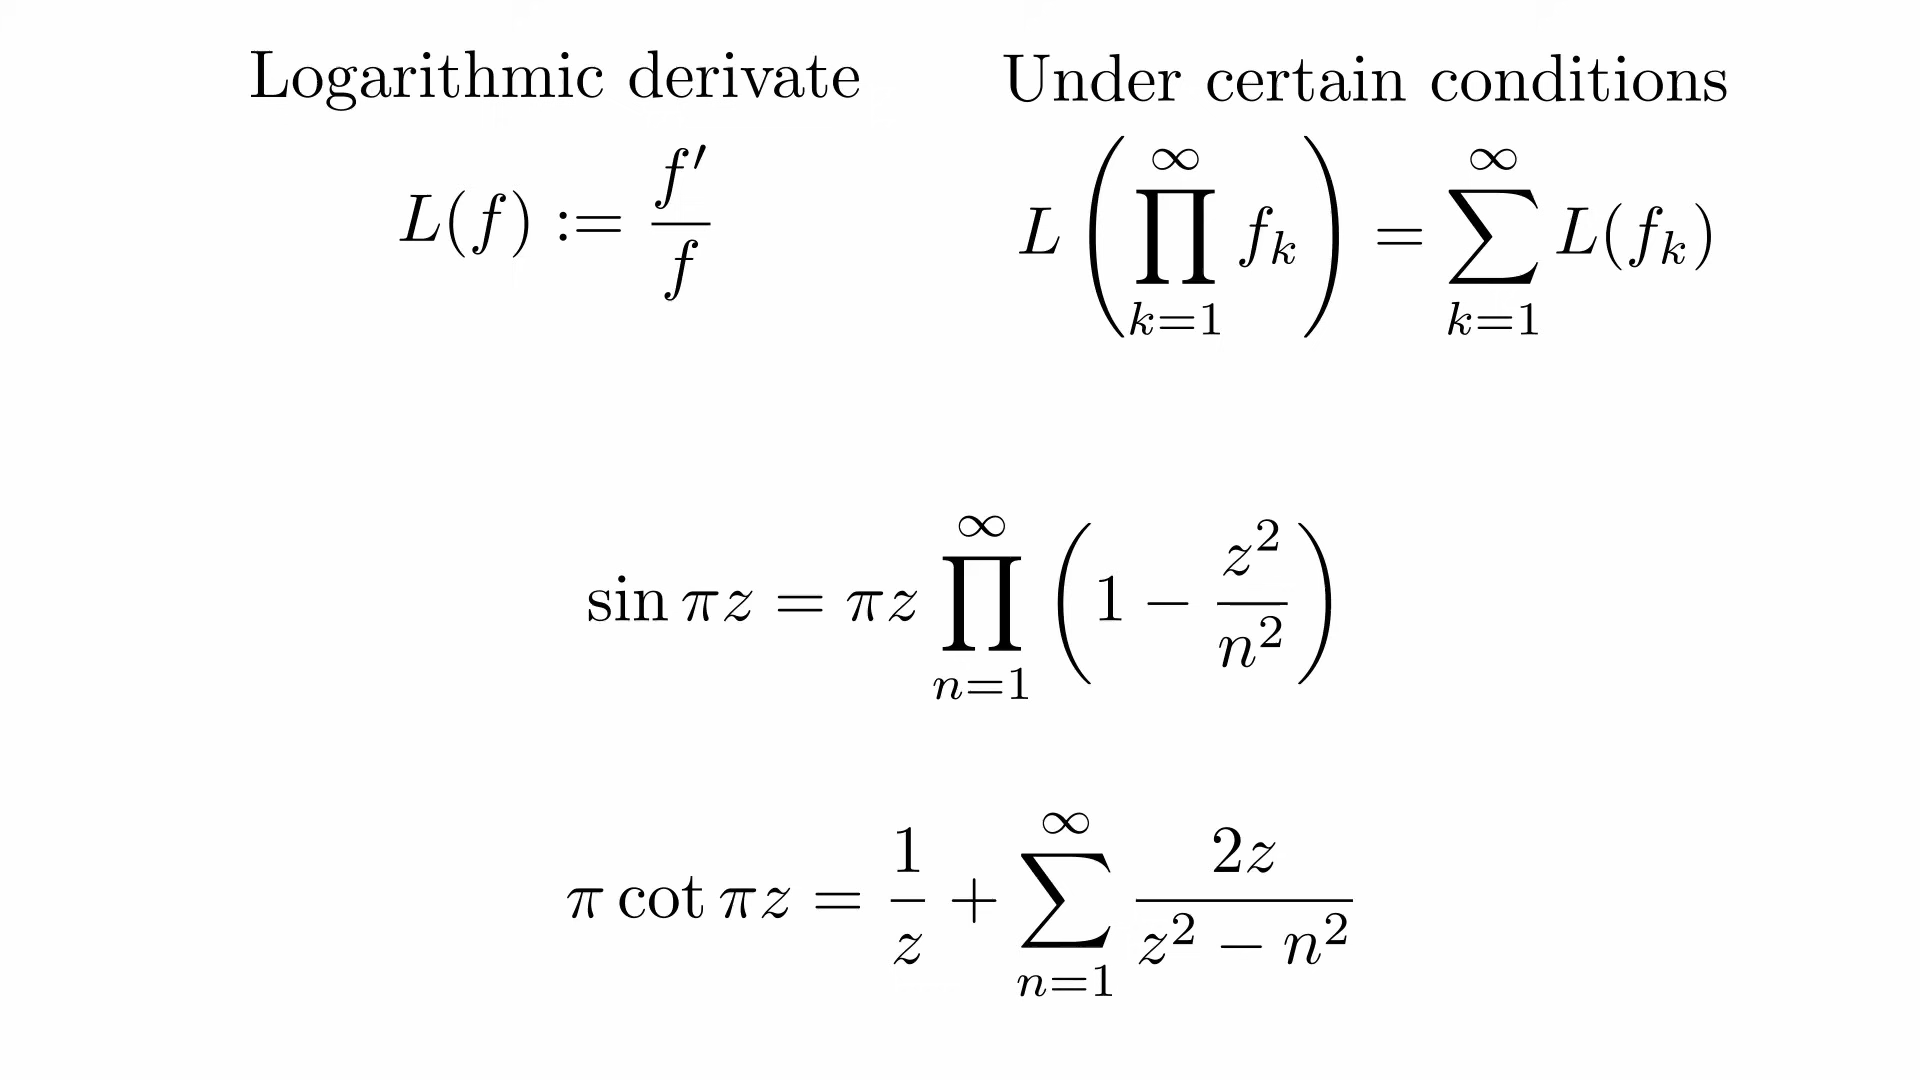 Logarithmic derivate
L(f) := f′/f
Under certain conditions
L(∏_{k=1}^{∞} f_k) = ∑_{k=1}^{∞} L(f_k)
sin πz = πz ∏_{n=1}^{∞} (1 − z²/n²)
π cot πz = 1/z + ∑_{n=1}^{∞} 2z/(z² − n²)